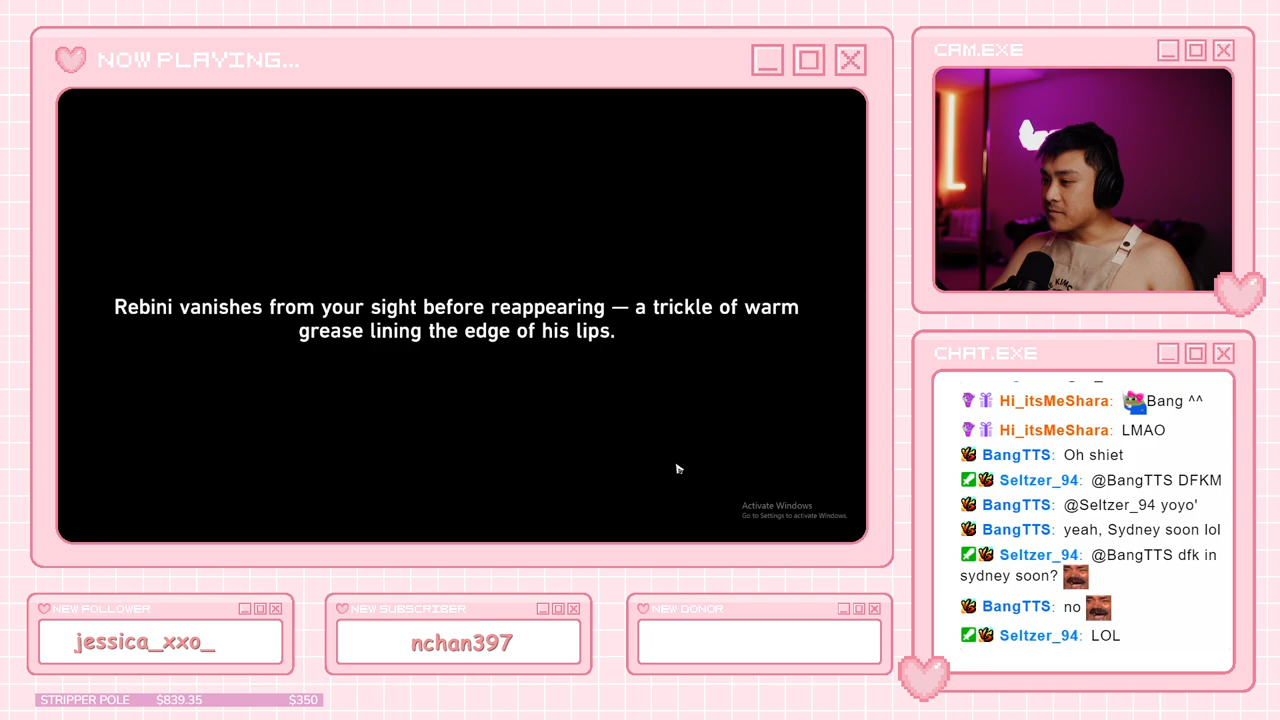 NOW PLAYING...
Rebini vanishes from your sight before reappearing — a trickle of warm
grease lining the edge of his lips.
Activate Windows
Go to Settings to activate Windows.
CAM.EXE
CHAT.EXE
Hi_itsMeShara: Bang ^^
Hi_itsMeShara: LMAO
BangTTS: Oh shiet
Seltzer_94: @BangTTS DFKM
BangTTS: @Seltzer_94 yoyo'
BangTTS: yeah, Sydney soon lol
Seltzer_94: @BangTTS dfk in
sydney soon?
BangTTS: no
Seltzer_94: LOL
NEW FOLLOWER
jessica_xxo_
NEW SUBSCRIBER
nchan397
NEW DONOR
STRIPPER POLE $839.35 $350